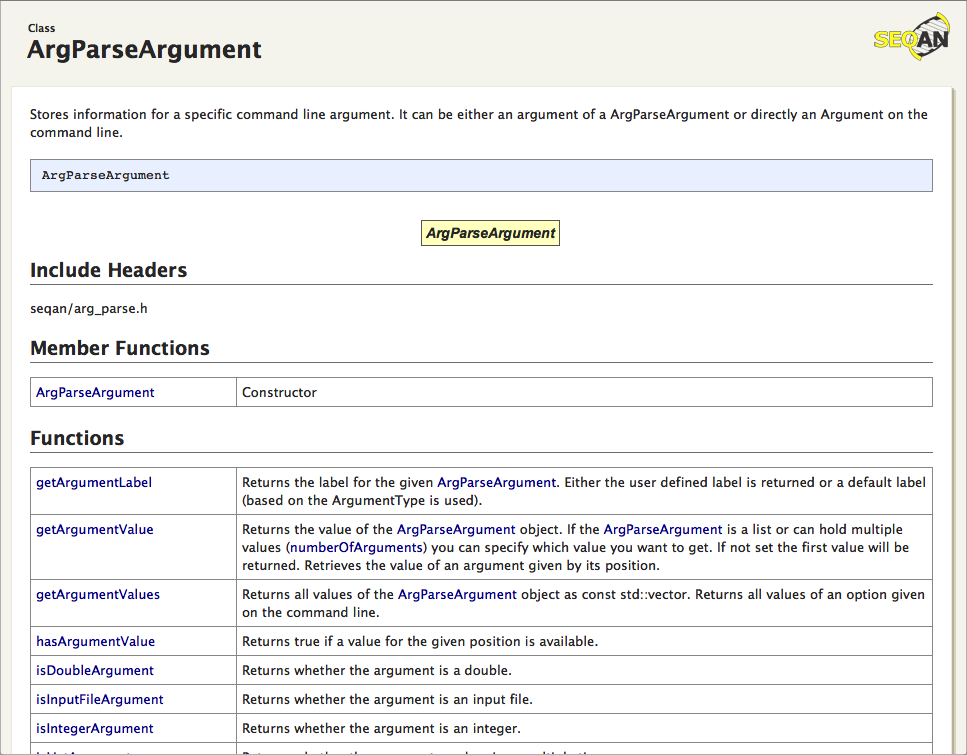 Class
ArgParseArgument
SEQAN
Stores information for a specific command line argument. It can be either an argument of a ArgParseArgument or directly an Argument on the
command line.
ArgParseArgument
ArgParseArgument
Include Headers
seqan/arg_parse.h
Member Functions
ArgParseArgument Constructor
Functions
getArgumentLabel Returns the label for the given ArgParseArgument. Either the user defined label is returned or a default label
(based on the ArgumentType is used).
getArgumentValue Returns the value of the ArgParseArgument object. If the ArgParseArgument is a list or can hold multiple
values (numberOfArguments) you can specify which value you want to get. If not set the first value will be
returned. Retrieves the value of an argument given by its position.
getArgumentValues Returns all values of the ArgParseArgument object as const std::vector. Returns all values of an option given
on the command line.
hasArgumentValue Returns true if a value for the given position is available.
isDoubleArgument Returns whether the argument is a double.
isInputFileArgument Returns whether the argument is an input file.
isIntegerArgument Returns whether the argument is an integer.